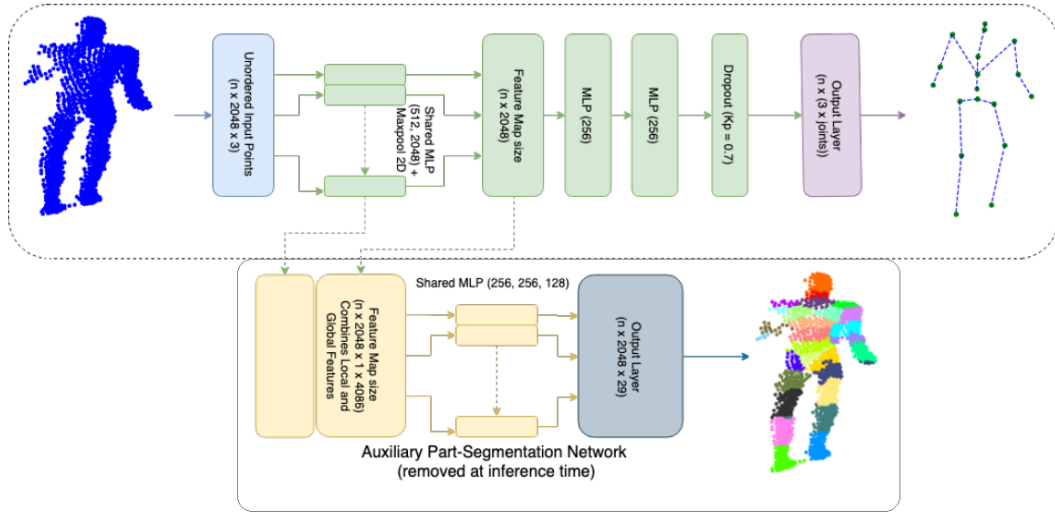 Unordered Input Points
(n x 2048 x 3)
Shared MLP
(512, 2048) +
Maxpool 2D
Feature Map size
(n x 2048)
MLP (256)
MLP (256)
Dropout (Kp = 0.7)
Output Layer
(n x (3 x joints))
Feature Map size
(n x 2048 x 1 x 4086)
Combines Local and
Global Features
Shared MLP (256, 256, 128)
Output Layer
(n x 2048 x 29)
Auxiliary Part-Segmentation Network
(removed at inference time)